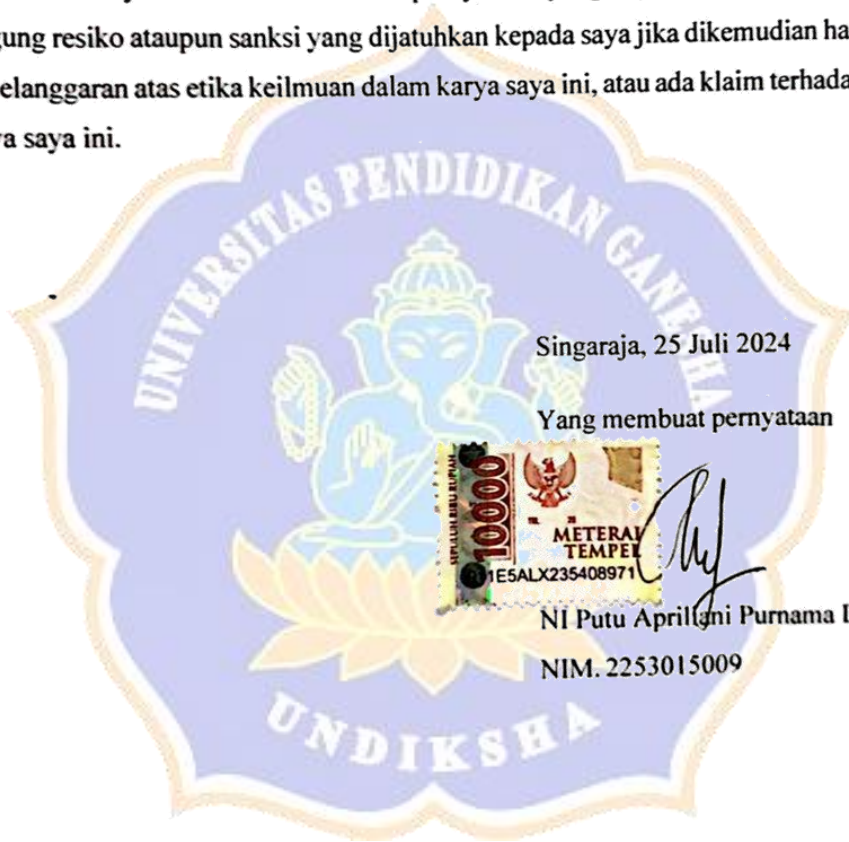 gung resiko ataupun sanksi yang dijatuhkan kepada saya jika dikemudian ha
elanggaran atas etika keilmuan dalam karya saya ini, atau ada klaim terhada
a saya ini.
UNIVERSITAS PENDIDIKAN GANESHA
Singaraja, 25 Juli 2024
Yang membuat pernyataan
SEPULUH RIBU RUPIAH
10000
METERAI
TEMPEL
1E5ALX235408971
NI Putu Apriliani Purnama
NIM. 2253015009
UNDIKSHA